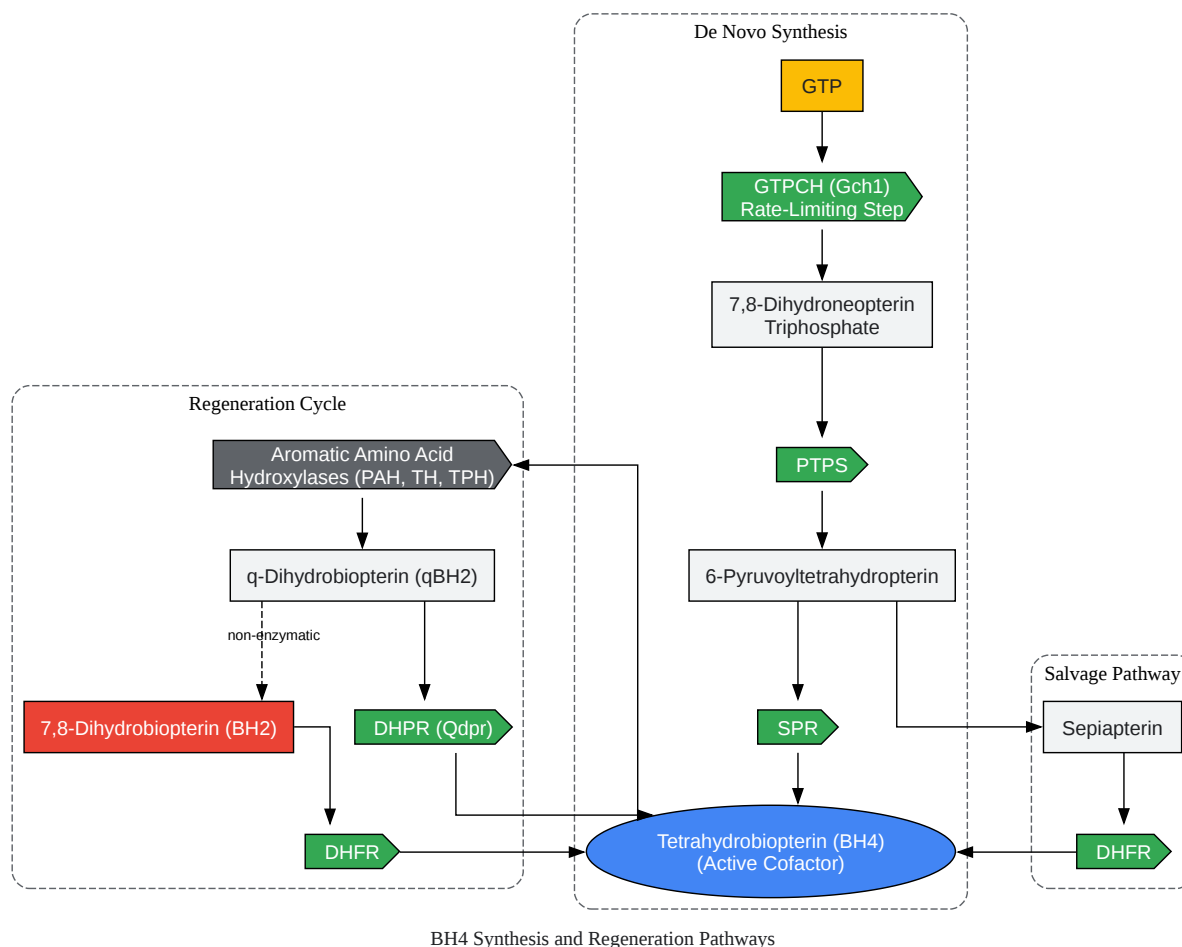 De Novo Synthesis
GTP
GTPCH (Gch1)
Rate-Limiting Step
7,8-Dihydroneopterin
Triphosphate
Regeneration Cycle
Aromatic Amino Acid
Hydroxylases (PAH, TH, TPH)
PTPS
q-Dihydrobiopterin (qBH2)
6-Pyruvoyltetrahydropterin
non-enzymatic
Salvage Pathway
7,8-Dihydrobiopterin (BH2)
DHPR (Qdpr)
SPR
Sepiapterin
DHFR
Tetrahydrobiopterin (BH4)
(Active Cofactor)
DHFR
BH4 Synthesis and Regeneration Pathways